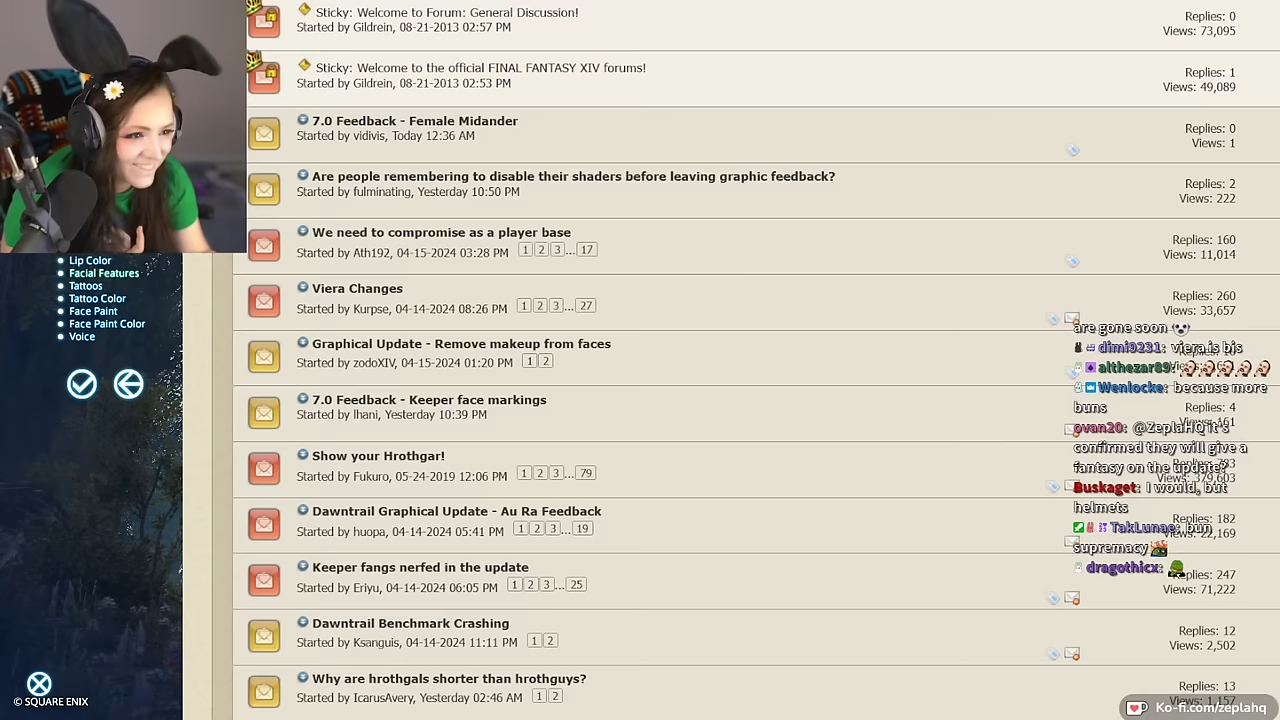 Sticky: Welcome to Forum: General Discussion!
Started by Gildrein, 08-21-2013 02:57 PM
Replies: 0
Views: 73,095
Sticky: Welcome to the official FINAL FANTASY XIV forums!
Started by Gildrein, 08-21-2013 02:53 PM
Replies: 1
Views: 49,089
7.0 Feedback - Female Midander
Started by vidivis, Today 12:36 AM
Replies: 0
Views: 1
Are people remembering to disable their shaders before leaving graphic feedback?
Started by fulminating, Yesterday 10:50 PM
Replies: 2
Views: 222
We need to compromise as a player base
Started by Ath192, 04-15-2024 03:28 PM 1 2 3 ... 17
Replies: 160
Views: 11,014
Viera Changes
Started by Kurpse, 04-14-2024 08:26 PM 1 2 3 ... 27
Replies: 260
Views: 33,657
Graphical Update - Remove makeup from faces
Started by zodoXIV, 04-15-2024 01:20 PM 1 2
7.0 Feedback - Keeper face markings
Started by lhani, Yesterday 10:39 PM
Replies: 4
Show your Hrothgar!
Started by Fukuro, 05-24-2019 12:06 PM 1 2 3 ... 79
Views: 379,603
Dawntrail Graphical Update - Au Ra Feedback
Started by huopa, 04-14-2024 05:41 PM 1 2 3 ... 19
Replies: 182
Views: 22,169
Keeper fangs nerfed in the update
Started by Eriyu, 04-14-2024 06:05 PM 1 2 3 ... 25
Replies: 247
Views: 71,222
Dawntrail Benchmark Crashing
Started by Ksanguis, 04-14-2024 11:11 PM 1 2
Replies: 12
Views: 2,502
Why are hrothgals shorter than hrothguys?
Started by IcarusAvery, Yesterday 02:46 AM 1 2
Replies: 13
Lip Color
Facial Features
Tattoos
Tattoo Color
Face Paint
Face Paint Color
Voice
© SQUARE ENIX
are gone soon
dimi9231: viera is bis
althezar89:
Wenlocke: because more
buns
ovan20: @ZeplaHQ it's
confirmed they will give a
fantasy on the update?
Buskaget: I would, but
helmets
TakLunae: bun
supremacy
dragothicx:
Ko-fi.com/zeplahq